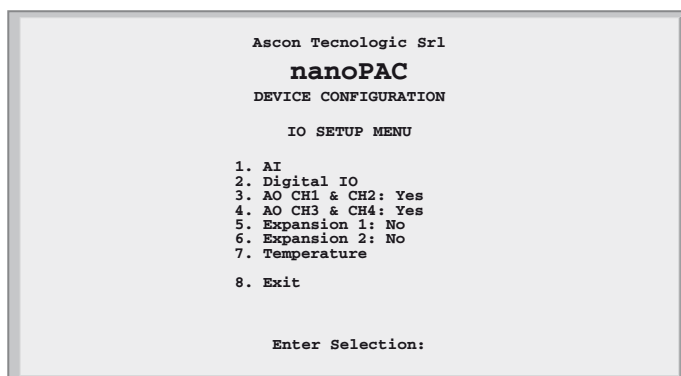 Ascon Tecnologic Srl
nanoPAC
DEVICE CONFIGURATION
IO SETUP MENU
1. AI
2. Digital IO
3. AO CH1 & CH2: Yes
4. AO CH3 & CH4: Yes
5. Expansion 1: No
6. Expansion 2: No
7. Temperature
8. Exit
Enter Selection: